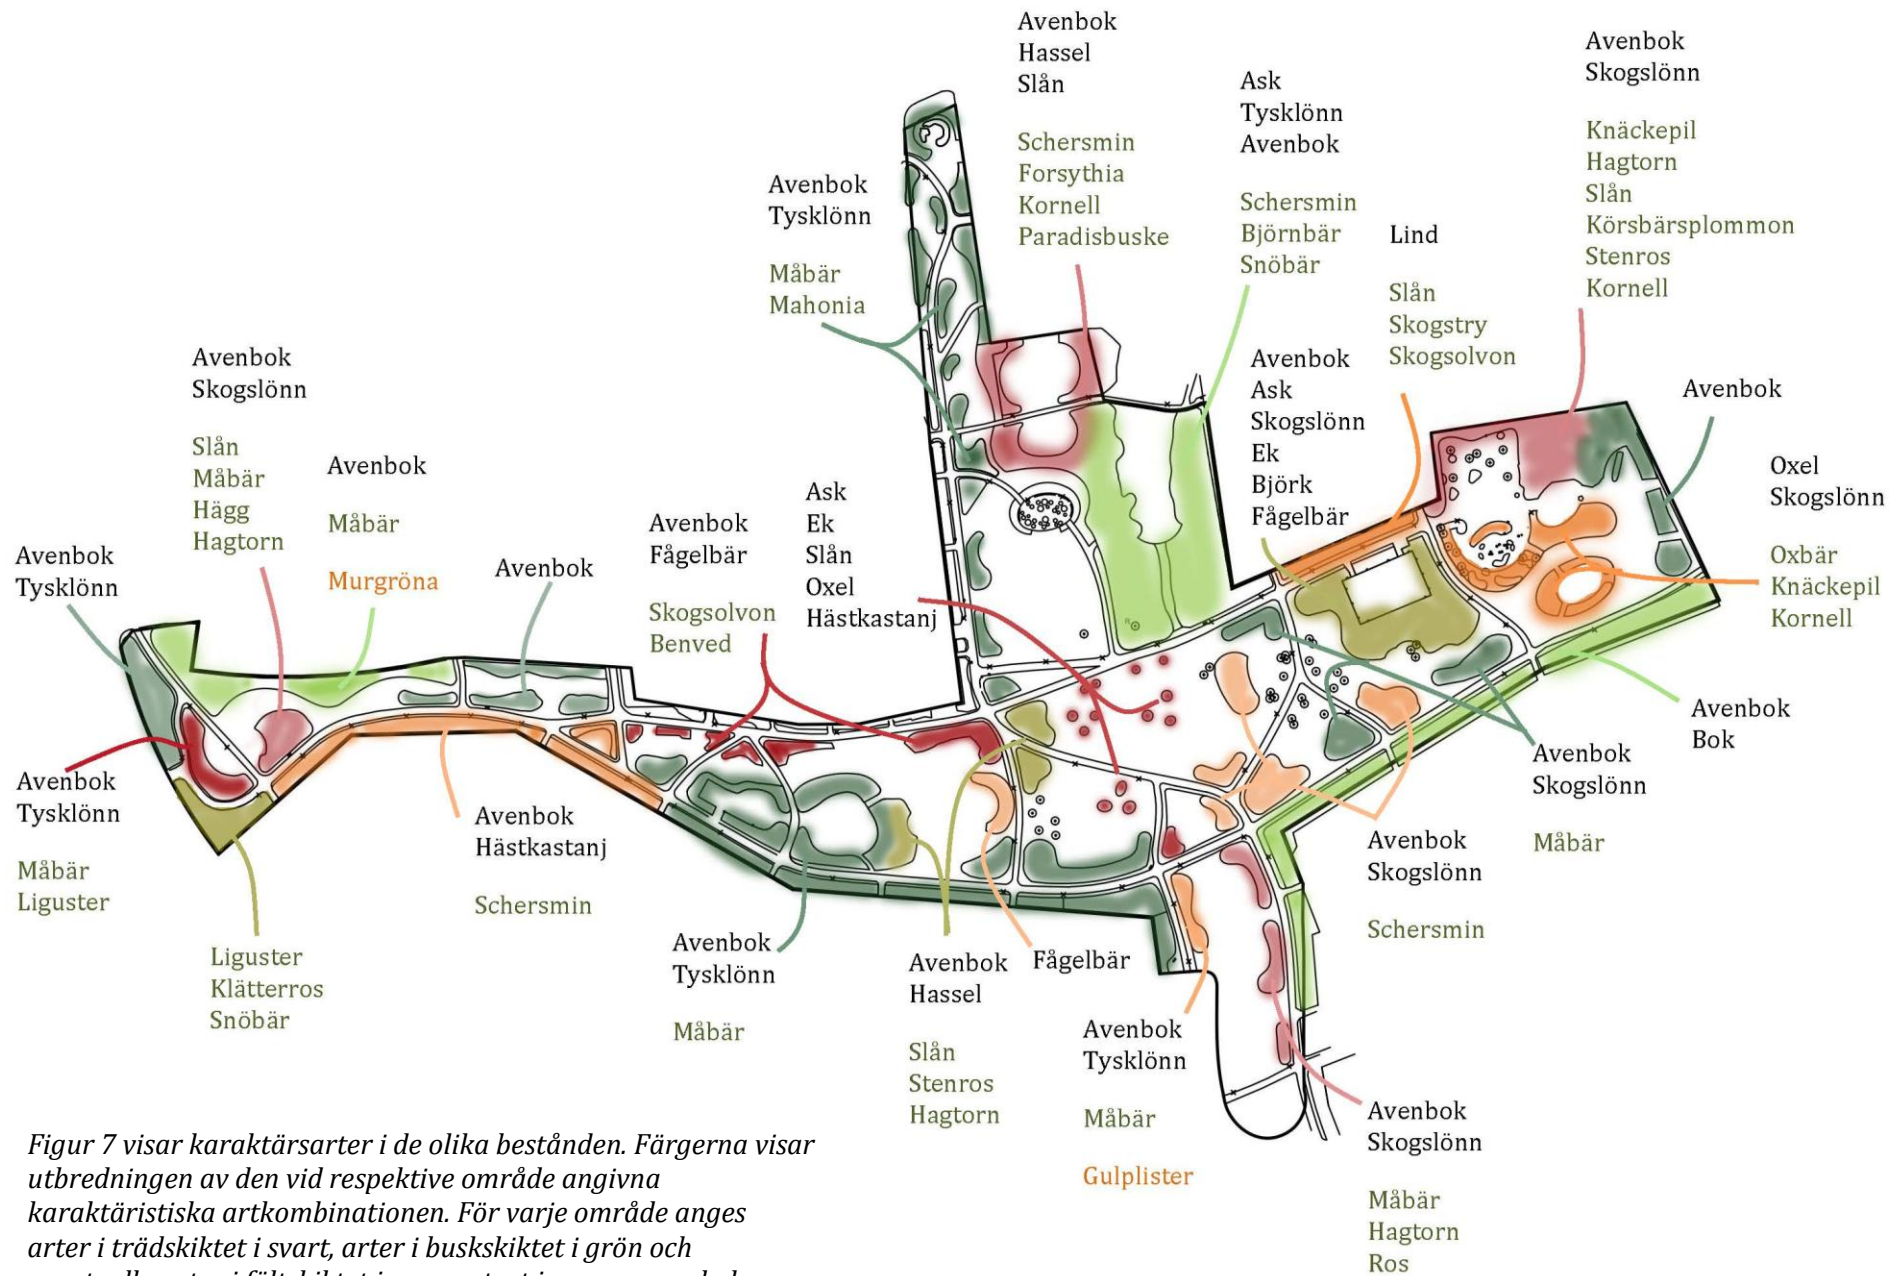 Avenbok
Hassel
Slån
Schersmin
Forsythia
Kornell
Paradisbuske
Ask
Tysklönn
Avenbok
Schersmin
Björnbär
Snöbär
Avenbok
Skogslönn
Knäckepil
Hagtorn
Slån
Körsbärsplommon
Stenros
Kornell
Avenbok
Tysklönn
Måbär
Mahonia
Lind
Slån
Skogstry
Skogsolvon
Avenbok
Ask
Skogslönn
Ek
Björk
Fågelbär
Avenbok
Oxel
Skogslönn
Oxbär
Knäckepil
Kornell
Avenbok
Skogslönn
Slån
Måbär
Hägg
Hagtorn
Avenbok
Måbär
Murgröna
Avenbok
Avenbok
Fågelbär
Skogsolvon
Benved
Ask
Ek
Slån
Oxel
Hästkastanj
Avenbok
Tysklönn
Avenbok
Tysklönn
Måbär
Liguster
Liguster
Klätterros
Snöbär
Avenbok
Hästkastanj
Schersmin
Avenbok
Tysklönn
Måbär
Avenbok
Hassel
Slån
Stenros
Hagtorn
Fågelbär
Avenbok
Tysklönn
Måbär
Gulplister
Avenbok
Skogslönn
Schersmin
Avenbok
Skogslönn
Måbär
Avenbok
Bok
Avenbok
Skogslönn
Måbär
Hagtorn
Ros
Figur 7 visar karaktärsarter i de olika bestånden. Färgerna visar
utbredningen av den vid respektive område angivna
karaktäristiska artkombinationen. För varje område anges
arter i trädskiktet i svart, arter i buskskiktet i grön och